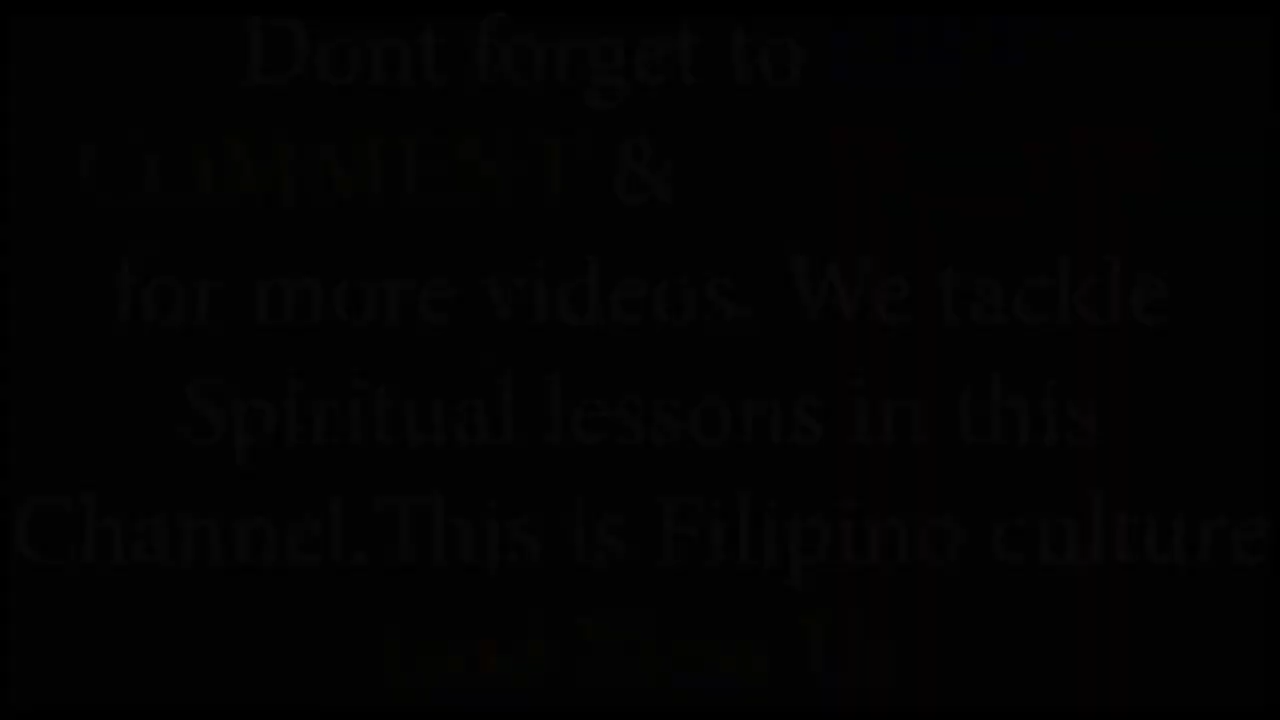 Dont forget to
COMMENT &
for more videos. We tackle
Spiritual lessons in this
Channel.This is Filipino culture